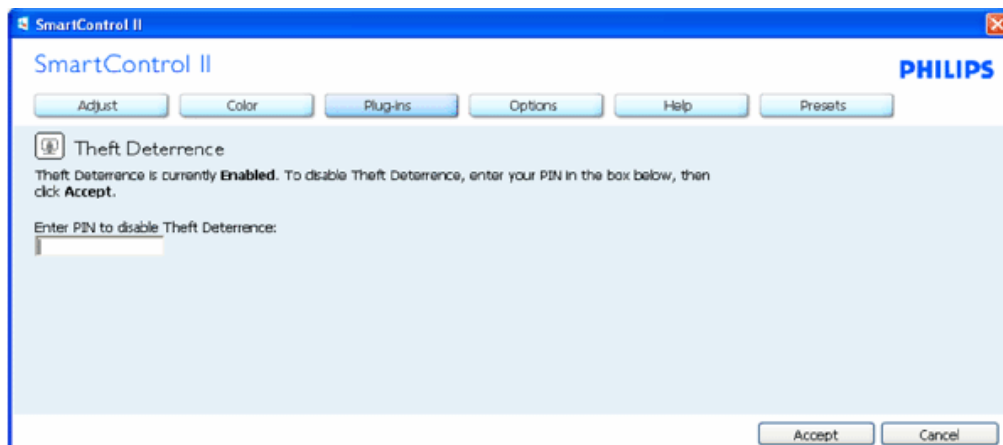 SmartControl II
SmartControl II
PHILIPS
Adjust Color Plug-ins Options Help Presets
Theft Deterrence
Theft Deterrence is currently Enabled. To disable Theft Deterrence, enter your PIN in the box below, then
click Accept.
Enter PIN to disable Theft Deterrence:
Accept Cancel